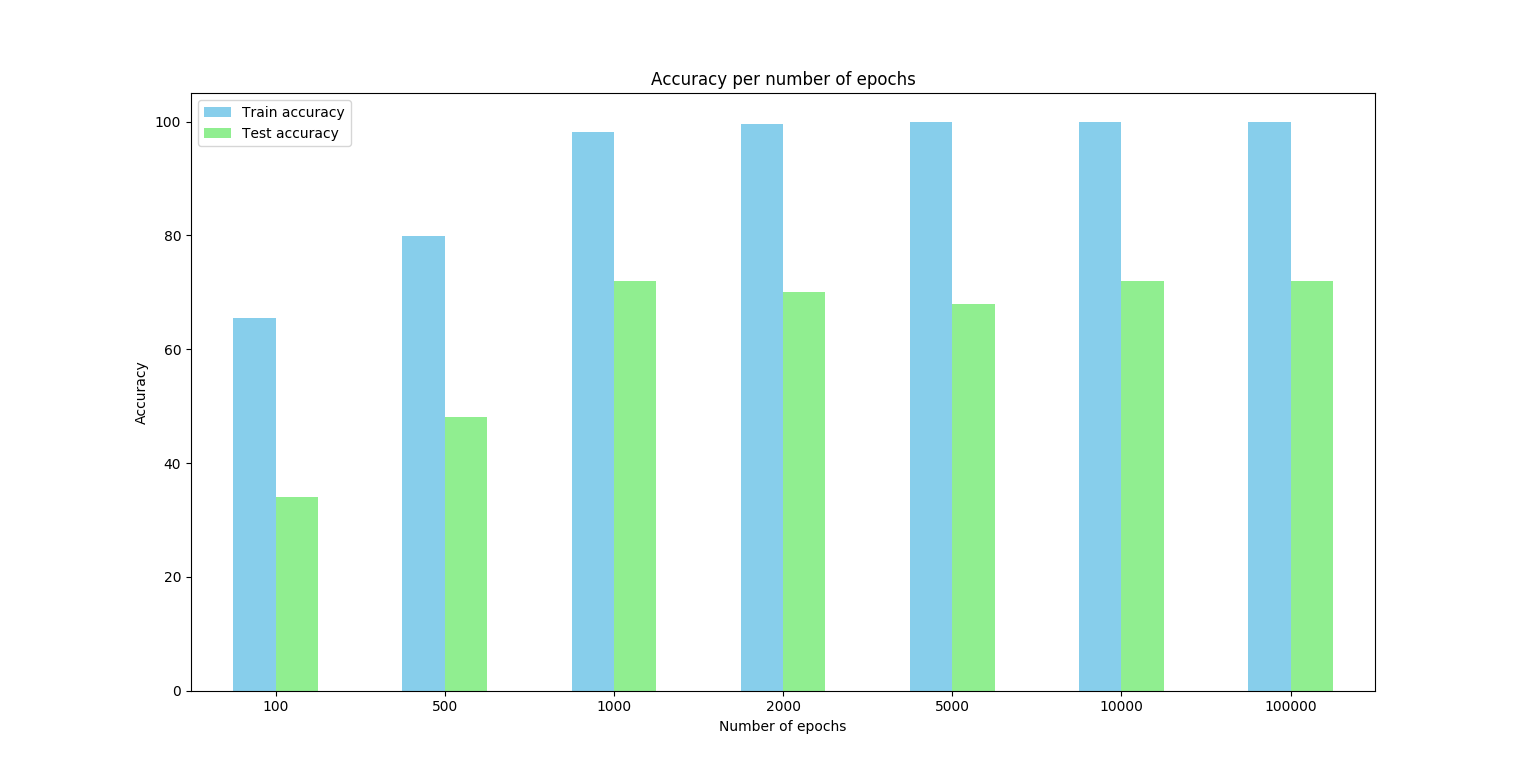 Accuracy per number of epochs
Train accuracy
Test accuracy
100
80
60
40
20
0
Accuracy
100 500 1000 2000 5000 10000 100000
Number of epochs